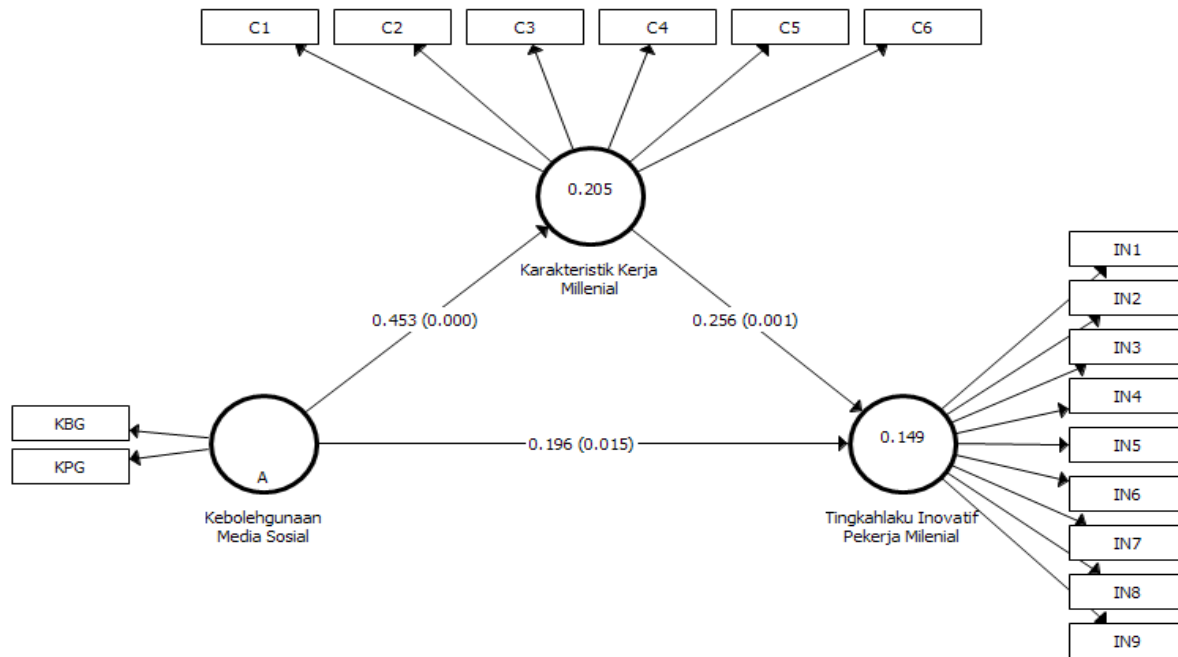 C1
C2
C3
C4
C5
C6
0.205
Karakteristik Kerja
Millenial
0.453 (0.000)
0.256 (0.001)
KBG
KPG
A
Kebolehgunaan
Media Sosial
0.196 (0.015)
0.149
Tingkahlaku Inovatif
Pekerja Milenial
IN1
IN2
IN3
IN4
IN5
IN6
IN7
IN8
IN9